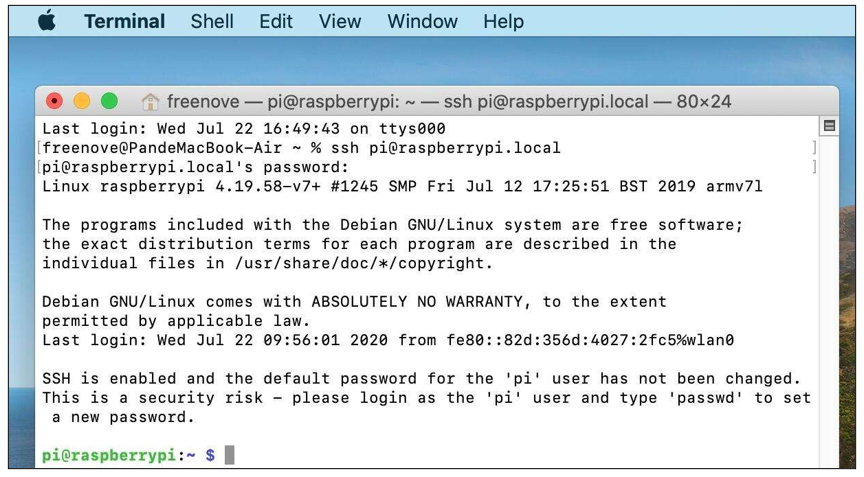 Terminal Shell Edit View Window Help
freenove — pi@raspberrypi: ~ — ssh pi@raspberrypi.local — 80×24
Last login: Wed Jul 22 16:49:43 on ttys000
[freenove@PandeMacBook-Air ~ % ssh pi@raspberrypi.local ]
[pi@raspberrypi.local's password: ]
Linux raspberrypi 4.19.58-v7+ #1245 SMP Fri Jul 12 17:25:51 BST 2019 armv7l
The programs included with the Debian GNU/Linux system are free software;
the exact distribution terms for each program are described in the
individual files in /usr/share/doc/*/copyright.
Debian GNU/Linux comes with ABSOLUTELY NO WARRANTY, to the extent
permitted by applicable law.
Last login: Wed Jul 22 09:56:01 2020 from fe80::82d:356d:4027:2fc5%wlan0
SSH is enabled and the default password for the 'pi' user has not been changed.
This is a security risk – please login as the 'pi' user and type 'passwd' to set
a new password.
pi@raspberrypi:~ $